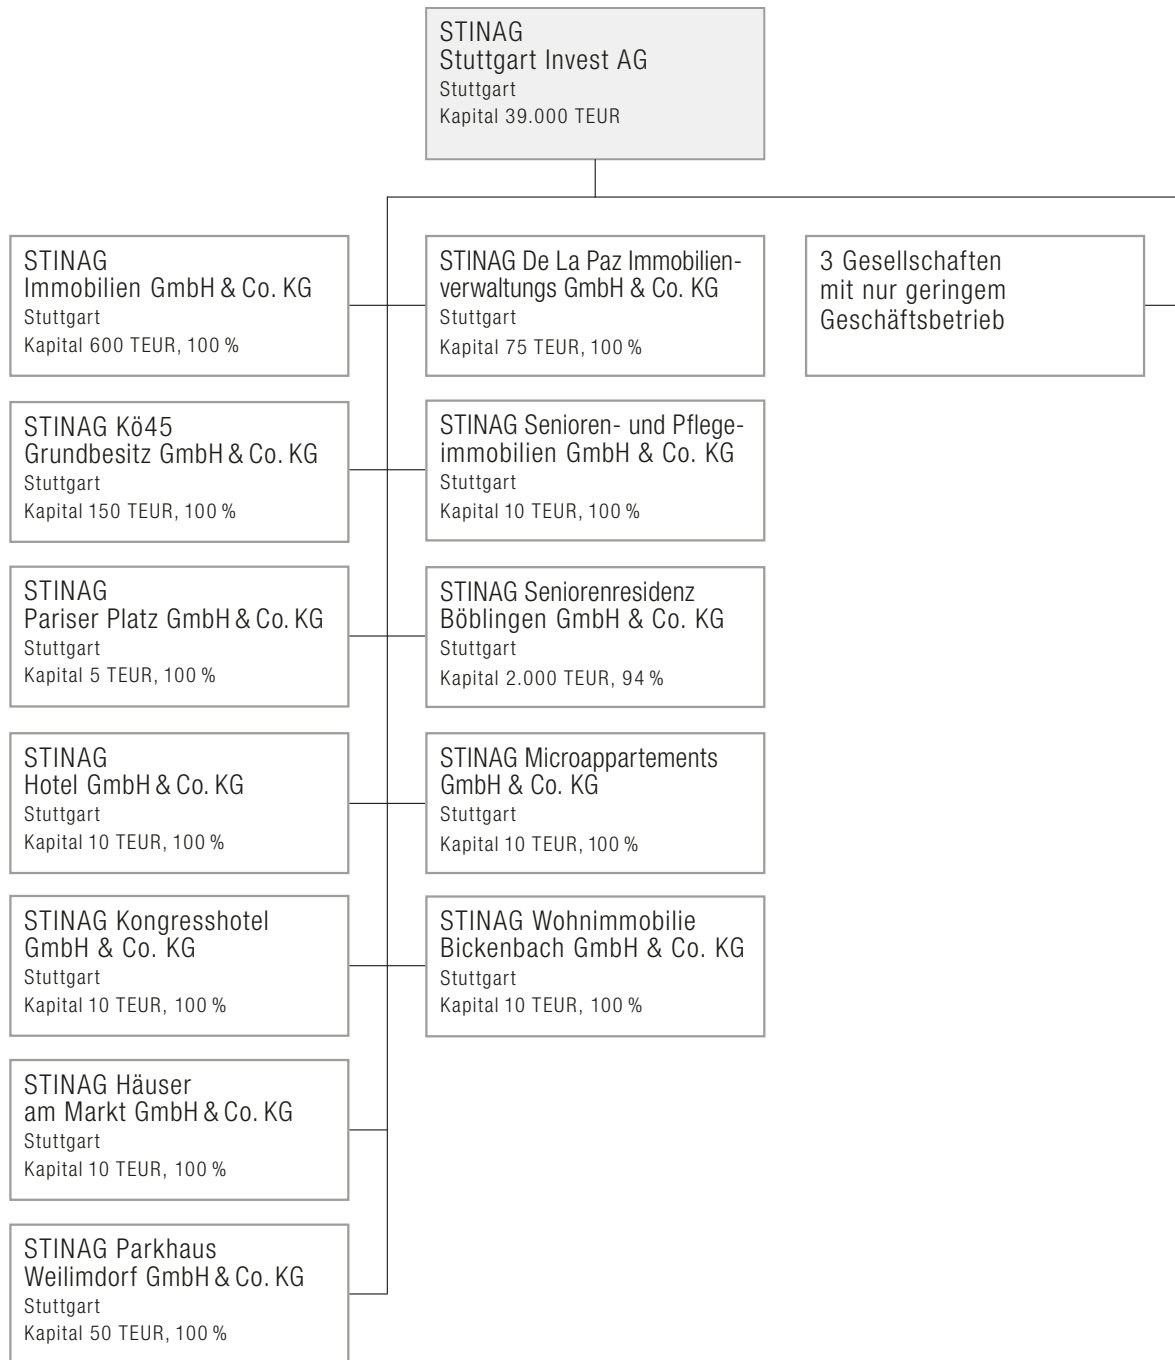 STINAG
Stuttgart Invest AG
Stuttgart
Kapital 39.000 TEUR
STINAG
Immobilien GmbH & Co. KG
Stuttgart
Kapital 600 TEUR, 100 %
STINAG Kö45
Grundbesitz GmbH & Co. KG
Stuttgart
Kapital 150 TEUR, 100 %
STINAG
Pariser Platz GmbH & Co. KG
Stuttgart
Kapital 5 TEUR, 100 %
STINAG
Hotel GmbH & Co. KG
Stuttgart
Kapital 10 TEUR, 100 %
STINAG Kongresshotel
GmbH & Co. KG
Stuttgart
Kapital 10 TEUR, 100 %
STINAG Häuser
am Markt GmbH & Co. KG
Stuttgart
Kapital 10 TEUR, 100 %
STINAG Parkhaus
Weilimdorf GmbH & Co. KG
Stuttgart
Kapital 50 TEUR, 100 %
STINAG De La Paz Immobilien-
verwaltungs GmbH & Co. KG
Stuttgart
Kapital 75 TEUR, 100 %
STINAG Senioren- und Pflege-
immobilien GmbH & Co. KG
Stuttgart
Kapital 10 TEUR, 100 %
STINAG Seniorenresidenz
Böblingen GmbH & Co. KG
Stuttgart
Kapital 2.000 TEUR, 94 %
STINAG Microappartements
GmbH & Co. KG
Stuttgart
Kapital 10 TEUR, 100 %
STINAG Wohnimmobilie
Bickenbach GmbH & Co. KG
Stuttgart
Kapital 10 TEUR, 100 %
3 Gesellschaften
mit nur geringem
Geschäftsbetrieb